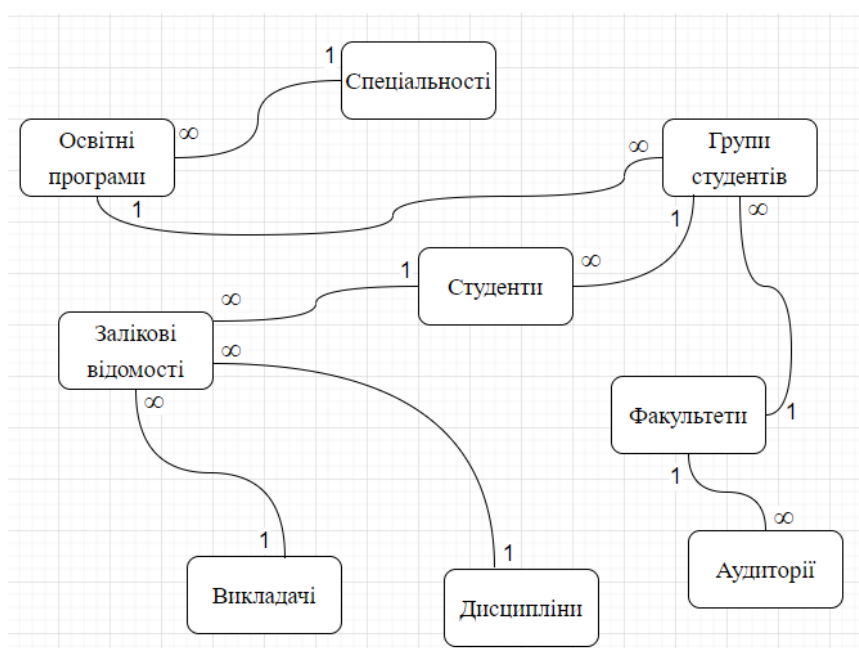 1
Спеціальності
∞
Освітні
програми
1
∞
Групи
студентів
1
∞
∞
1
Студенти
∞
Залікові
відомості
∞
∞
Факультети
1
1
∞
Аудиторії
1
Викладачі
1
Дисципліни